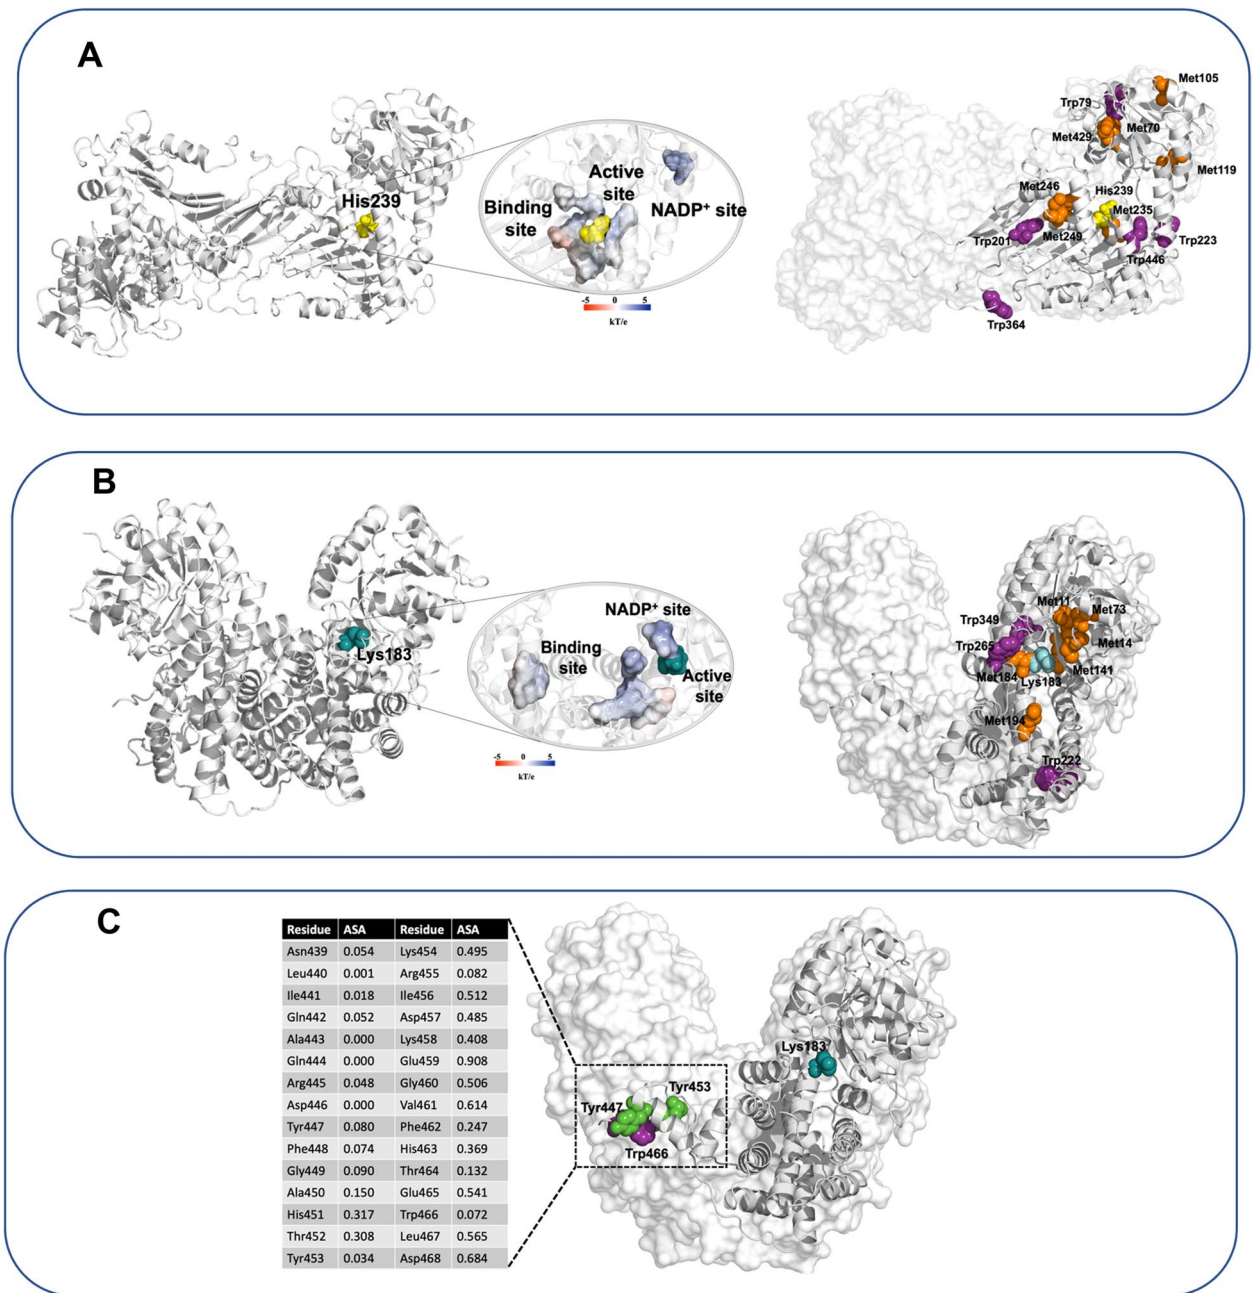 A
His239
Binding
site
Active
site
NADP⁺ site
-5 0 5
kT/e
Met105
Trp79
Met429
Met70
Met119
Met246
His239
Met235
Trp201
Met249
Trp223
Trp446
Trp364
B
Lys183
NADP⁺ site
Binding
site
Active
site
-5 0 5
kT/e
Met11
Met73
Trp349
Trp265
Met14
Met184
Lys183
Met141
Met194
Trp222
C
Residue ASA Residue ASA
Asn439 0.054 Lys454 0.495
Leu440 0.001 Arg455 0.082
Ile441 0.018 Ile456 0.512
Gln442 0.052 Asp457 0.485
Ala443 0.000 Lys458 0.408
Gln444 0.000 Glu459 0.908
Arg445 0.048 Gly460 0.506
Asp446 0.000 Val461 0.614
Tyr447 0.080 Phe462 0.247
Phe448 0.074 His463 0.369
Gly449 0.090 Thr464 0.132
Ala450 0.150 Glu465 0.541
His451 0.317 Trp466 0.072
Thr452 0.308 Leu467 0.565
Tyr453 0.034 Asp468 0.684
Lys183
Tyr453
Tyr447
Trp466